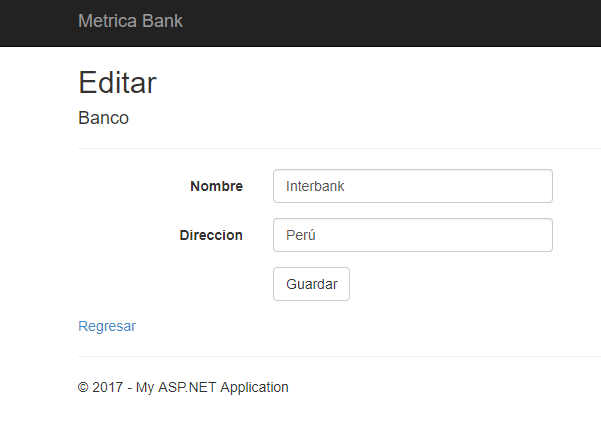 Metrica Bank
Editar
Banco
Nombre Interbank
Direccion Perú
Guardar
Regresar
© 2017 - My ASP.NET Application